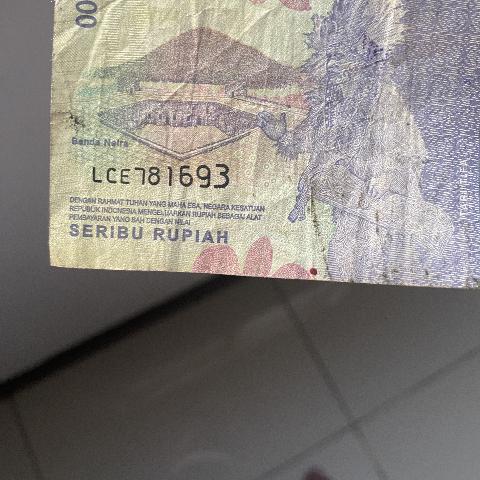 00
Banda Neira
LCE781693
DENGAN RAHMAT TUHAN YANG MAHA ESA, NEGARA KESATUAN
REPUBLIK INDONESIA MENGELUARKAN RUPIAH SEBAGAI ALAT
PEMBAYARAN YANG SAH DENGAN NILAI
SERIBU RUPIAH